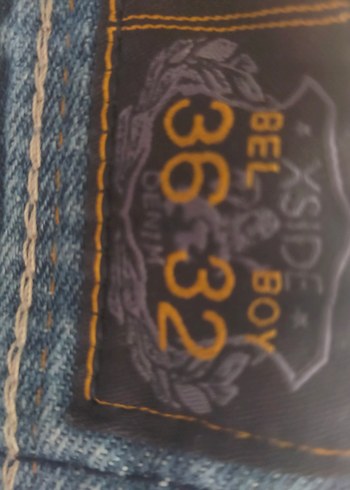 BEL BOY
XSIDE
36 32
DENIM